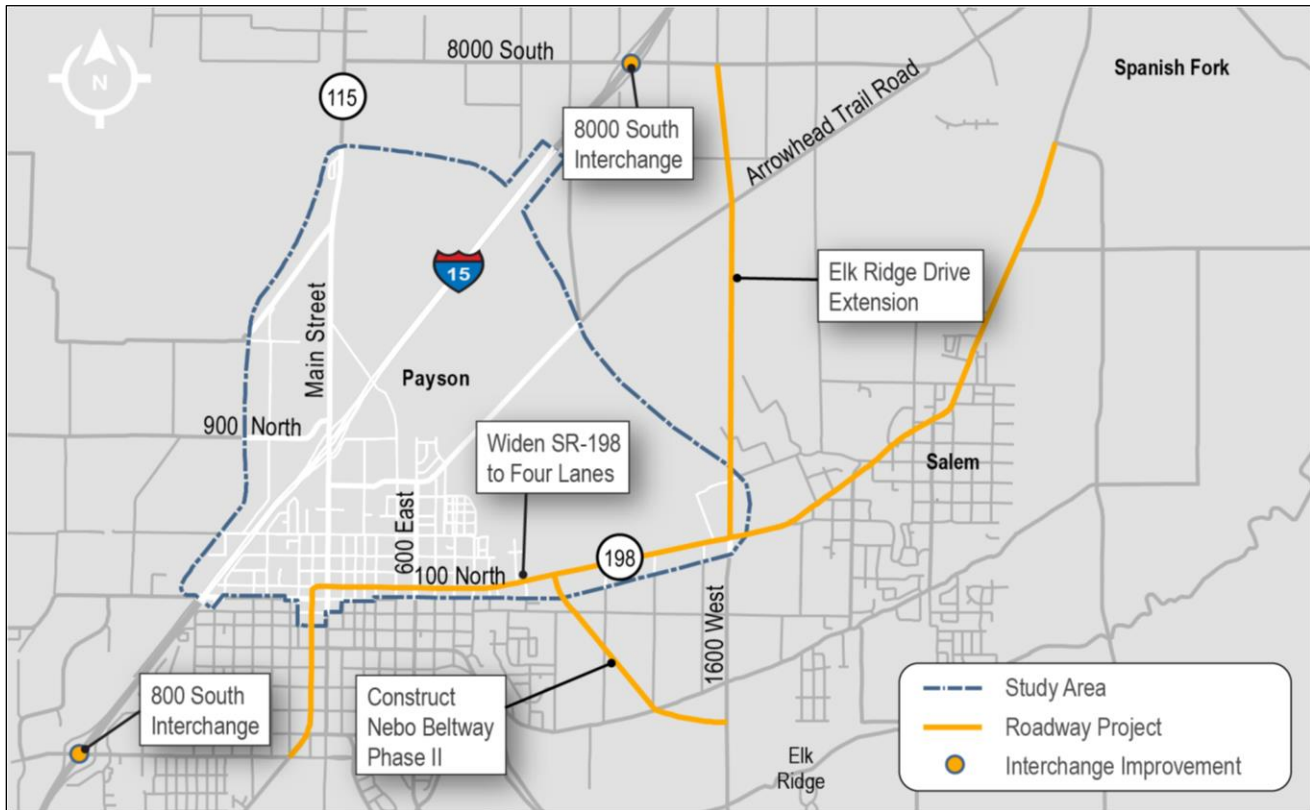 8000 South
Spanish Fork
N
115
8000 South
Interchange
Arrowhead Trail Road
15
Elk Ridge Drive
Extension
Main Street
Payson
900 North
Widen SR-198
to Four Lanes
Salem
600 East
198
100 North
1600 West
800 South
Interchange
Construct
Nebo Beltway
Phase II
Elk
Ridge
Study Area
Roadway Project
Interchange Improvement